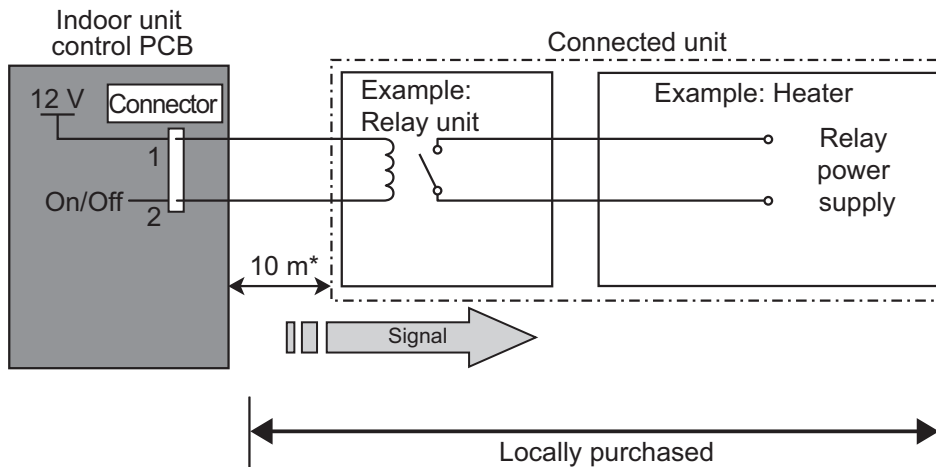 Indoor unit
control PCB
Connected unit
12 V
Connector
Example:
Relay unit
Example: Heater
1
Relay
power
supply
On/Off
2
10 m*
Signal
Locally purchased